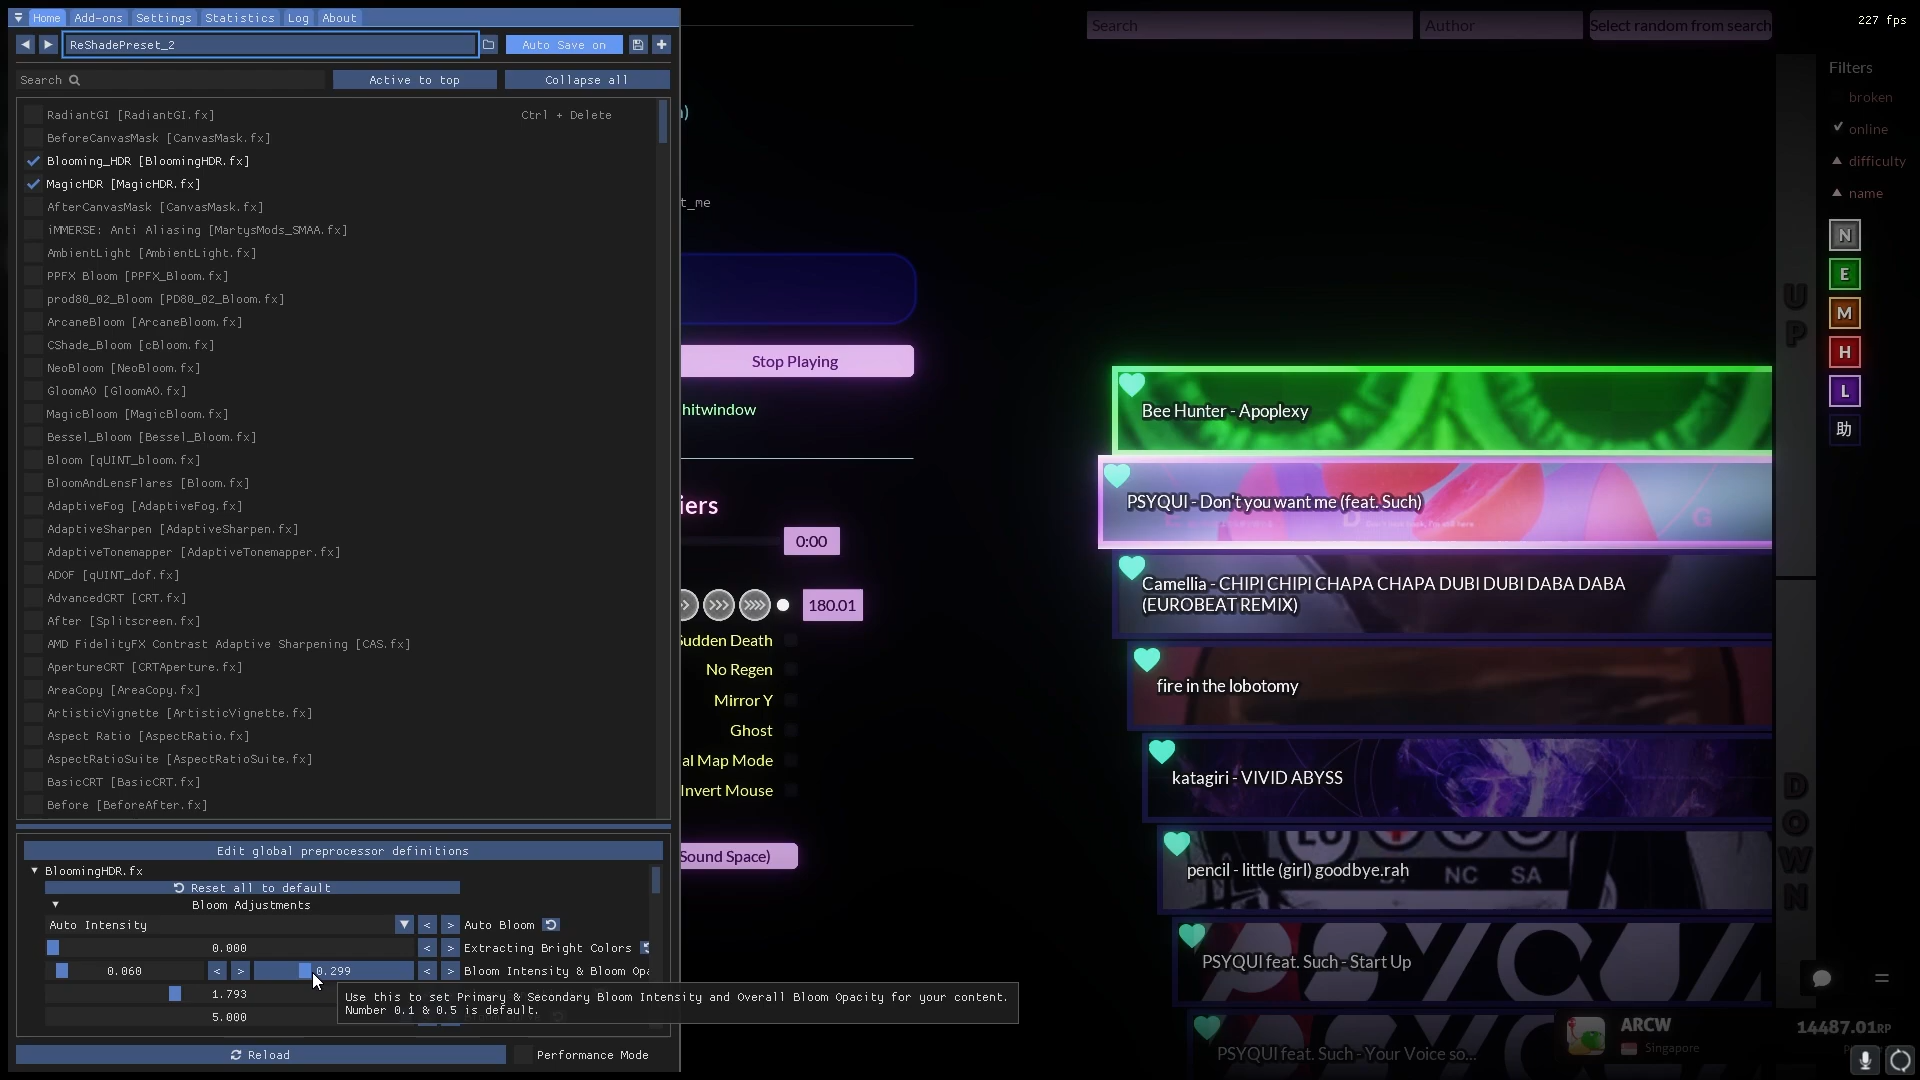 Home Add-ons Settings Statistics Log About
ReShadePreset_2 Auto Save on
Search Active to top Collapse all
RadiantGI [RadiantGI.fx] Ctrl + Delete
BeforeCanvasMask [CanvasMask.fx]
Blooming_HDR [BloomingHDR.fx]
MagicHDR [MagicHDR.fx]
AfterCanvasMask [CanvasMask.fx]
iMMERSE: Anti Aliasing [MartysMods_SMAA.fx]
AmbientLight [AmbientLight.fx]
PPFX Bloom [PPFX_Bloom.fx]
prod80_02_Bloom [PD80_02_Bloom.fx]
ArcaneBloom [ArcaneBloom.fx]
CShade_Bloom [cBloom.fx]
NeoBloom [NeoBloom.fx]
GloomAO [GloomAO.fx]
MagicBloom [MagicBloom.fx]
Bessel_Bloom [Bessel_Bloom.fx]
Bloom [qUINT_bloom.fx]
BloomAndLensFlares [Bloom.fx]
AdaptiveFog [AdaptiveFog.fx]
AdaptiveSharpen [AdaptiveSharpen.fx]
AdaptiveTonemapper [AdaptiveTonemapper.fx]
ADOF [qUINT_dof.fx]
AdvancedCRT [CRT.fx]
After [Splitscreen.fx]
AMD FidelityFX Contrast Adaptive Sharpening [CAS.fx]
ApertureCRT [CRTAperture.fx]
AreaCopy [AreaCopy.fx]
ArtisticVignette [ArtisticVignette.fx]
Aspect Ratio [AspectRatio.fx]
AspectRatioSuite [AspectRatioSuite.fx]
BasicCRT [BasicCRT.fx]
Before [BeforeAfter.fx]
Edit global preprocessor definitions
BloomingHDR.fx
Reset all to default
Bloom Adjustments
Auto Intensity < > Auto Bloom
0.000 < > Extracting Bright Colors
0.060 < > 0.299 < > Bloom Intensity & Bloom Opa
1.793
5.000
Use this to set Primary & Secondary Bloom Intensity and Overall Bloom Opacity for your content.
Number 0.1 & 0.5 is default.
Reload Performance Mode
a)
t_me
Stop Playing
hitwindow
iers
0:00
180.01
Sudden Death
No Regen
Mirror Y
Ghost
al Map Mode
Invert Mouse
Sound Space)
Search Author Select random from search
227 fps
Bee Hunter - Apoplexy
PSYQUI - Don't you want me (feat. Such)
G
Camellia - CHIPI CHIPI CHAPA CHAPA DUBI DUBI DABA DABA
(EUROBEAT REMIX)
fire in the lobotomy
katagiri - VIVID ABYSS
pencil - little (girl) goodbye.rah
NC SA
PSYQUI feat. Such - Start Up
PSYQUI feat. Such - Your Voice so...
UP
DOWN
Filters
broken
online
difficulty
name
N
E
M
H
L
助
ARCW
Singapore
14487.01RP